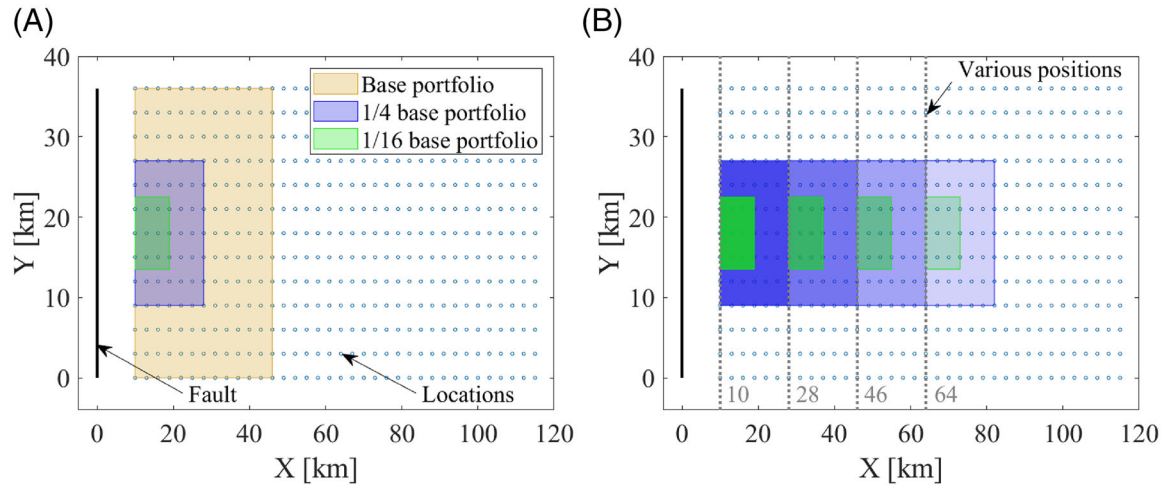 (A)
40
30
20
10
0
Y [km]
Base portfolio
1/4 base portfolio
1/16 base portfolio
Fault
Locations
0 20 40 60 80 100 120
X [km]
(B)
40
30
20
10
0
Y [km]
Various positions
10 28 46 64
0 20 40 60 80 100 120
X [km]